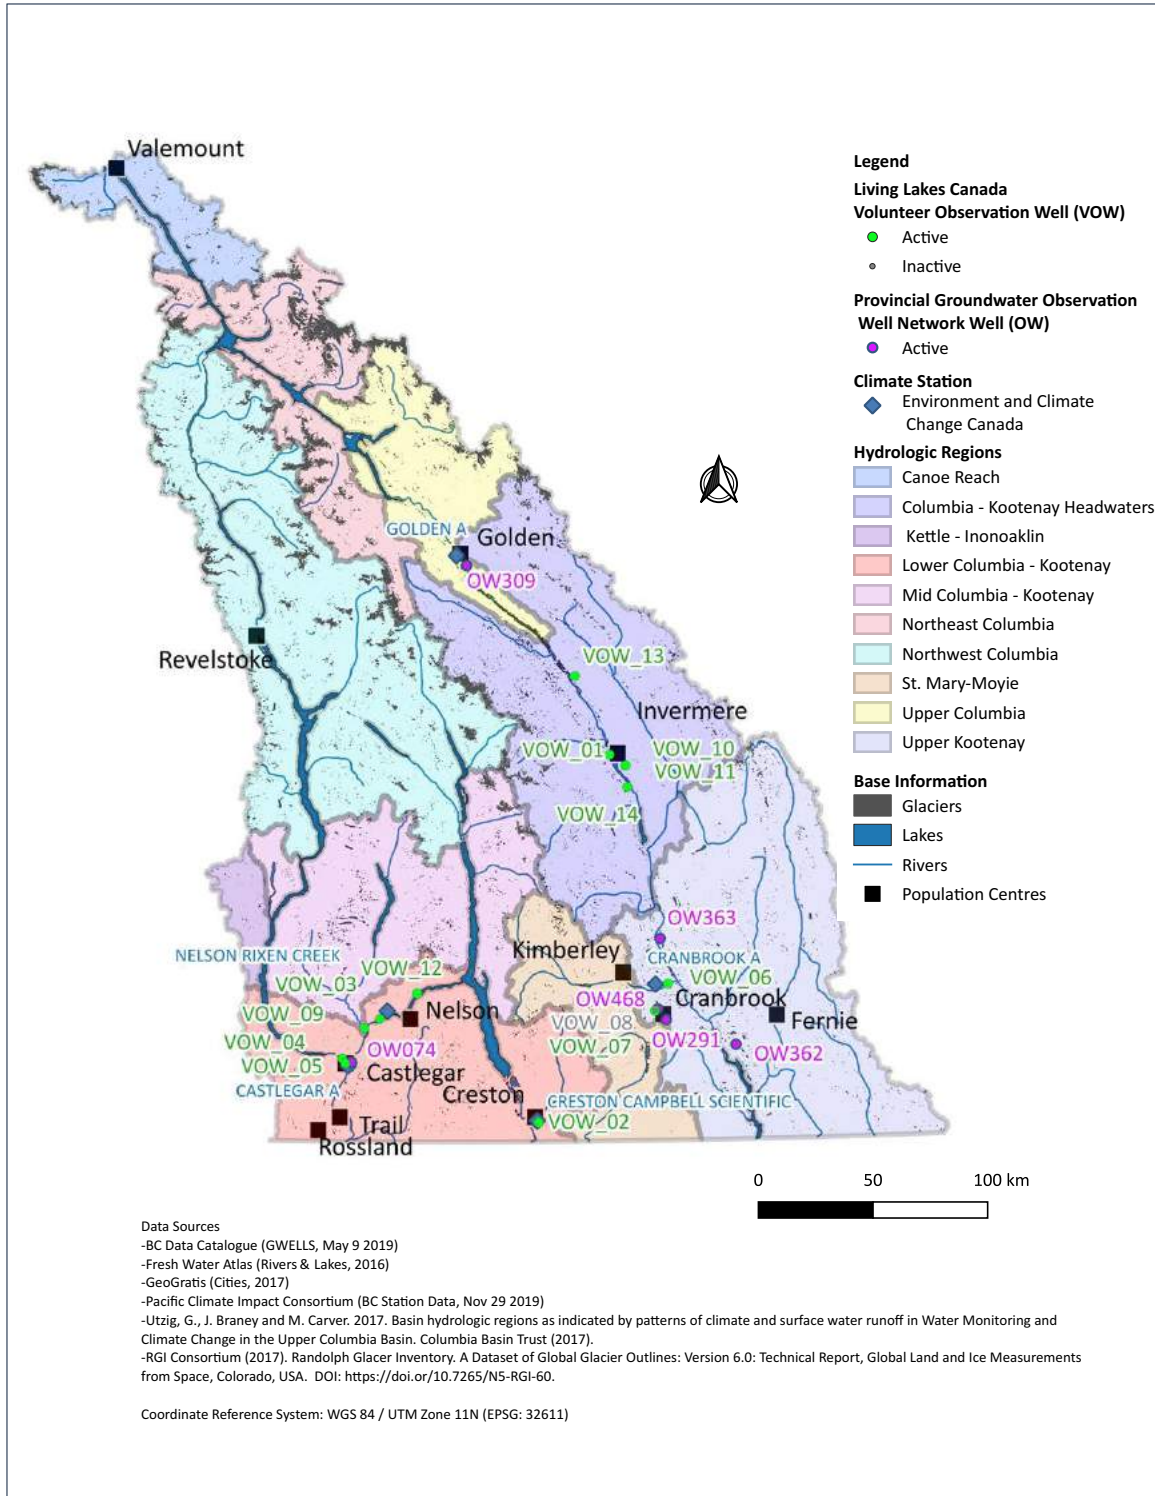 Valemount
GOLDEN A
Golden
OW309
Revelstoke
VOW_13
Invermere
VOW_01
VOW_10
VOW_11
VOW_14
OW363
Kimberley
CRANBROOK A
NELSON RIXEN CREEK
VOW_12
VOW_03
VOW_06
VOW_09
Nelson
OW468
Cranbrook
Fernie
VOW_08
VOW_04
OW074
VOW_07
OW291
OW362
VOW_05
Castlegar
CASTLEGAR A
Creston
CRESTON CAMPBELL SCIENTIFIC
VOW_02
Trail
Rossland
Legend
Living Lakes Canada
Volunteer Observation Well (VOW)
Active
Inactive
Provincial Groundwater Observation
Well Network Well (OW)
Active
Climate Station
Environment and Climate
Change Canada
Hydrologic Regions
Canoe Reach
Columbia - Kootenay Headwaters
Kettle - Inonoaklin
Lower Columbia - Kootenay
Mid Columbia - Kootenay
Northeast Columbia
Northwest Columbia
St. Mary-Moyie
Upper Columbia
Upper Kootenay
Base Information
Glaciers
Lakes
Rivers
Population Centres
0 50 100 km
Data Sources
-BC Data Catalogue (GWELLS, May 9 2019)
-Fresh Water Atlas (Rivers & Lakes, 2016)
-GeoGratis (Cities, 2017)
-Pacific Climate Impact Consortium (BC Station Data, Nov 29 2019)
-Utzig, G., J. Braney and M. Carver. 2017. Basin hydrologic regions as indicated by patterns of climate and surface water runoff in Water Monitoring and
Climate Change in the Upper Columbia Basin. Columbia Basin Trust (2017).
-RGI Consortium (2017). Randolph Glacer Inventory. A Dataset of Global Glacier Outlines: Version 6.0: Technical Report, Global Land and Ice Measurements
from Space, Colorado, USA. DOI: https://doi.or/10.7265/N5-RGI-60.
Coordinate Reference System: WGS 84 / UTM Zone 11N (EPSG: 32611)